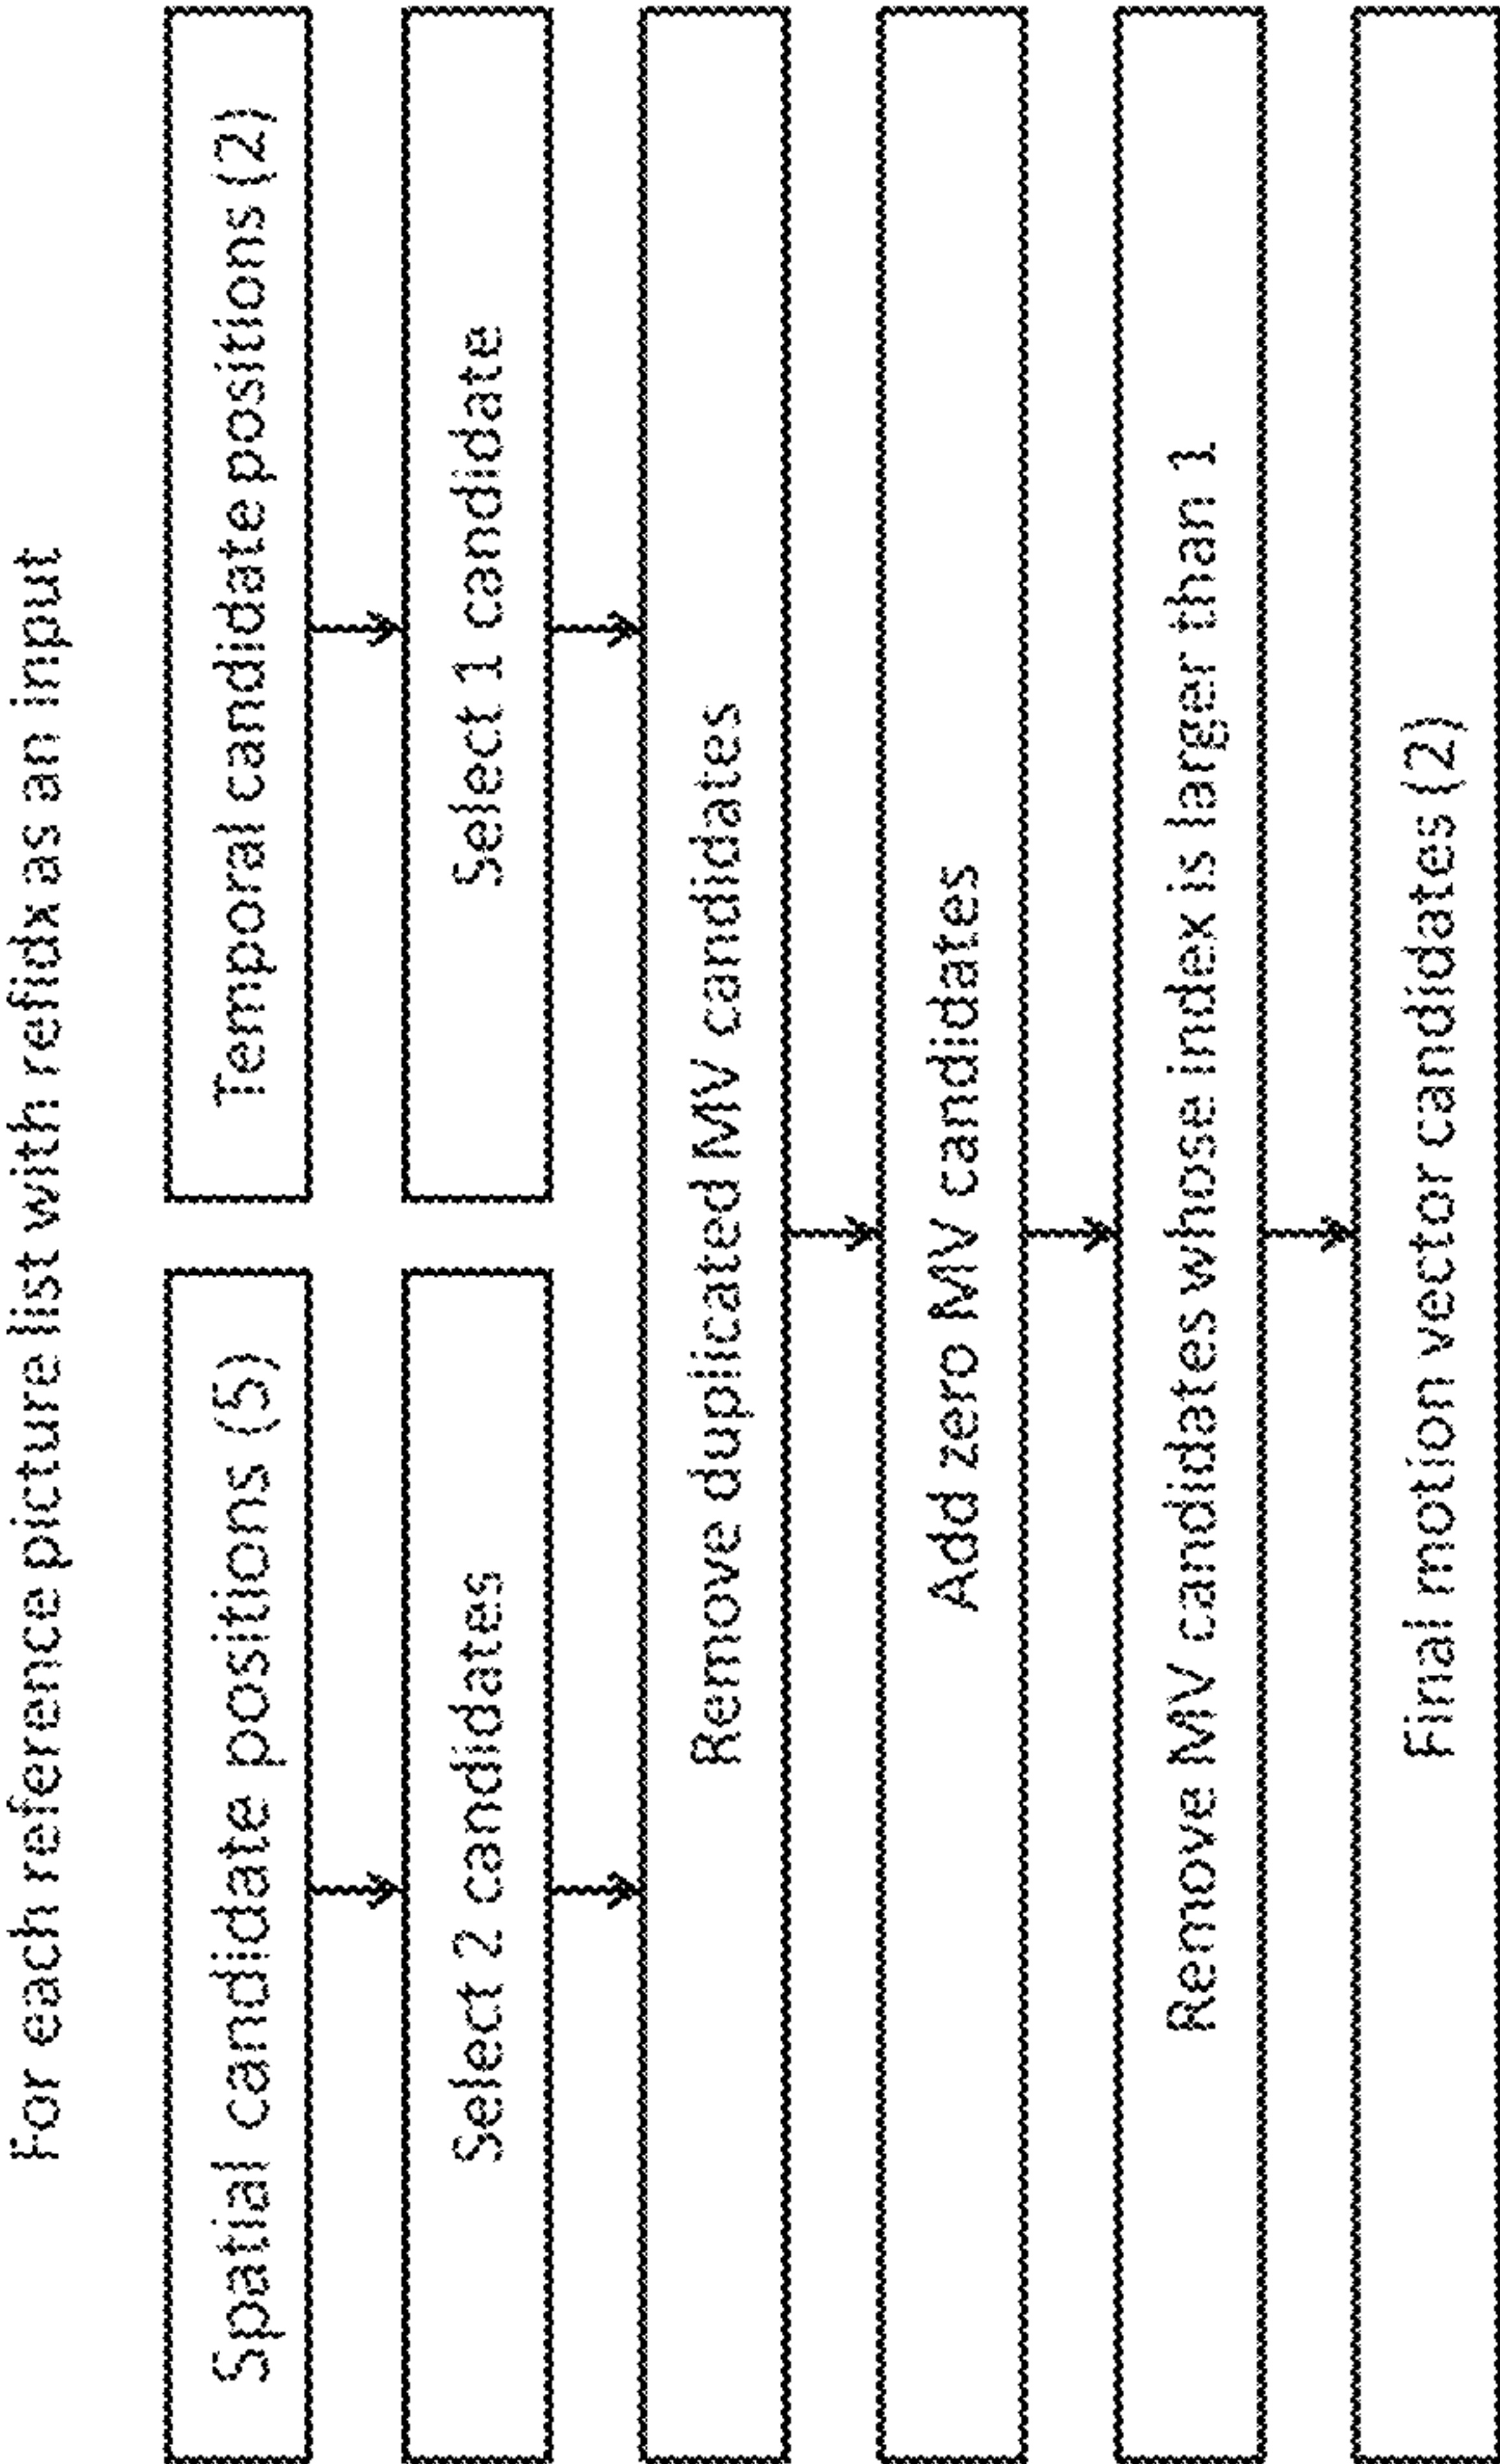 For each reference picture list with refidx as an input
Spatial candidate positions (5)
Temporal candidate positions (2)
Select 2 candidates
Select 1 candidate
Remove duplicated MV candidates
Add zero MV candidates
Remove MV candidates whose index is larger than 1
Final motion vector candidates (2)